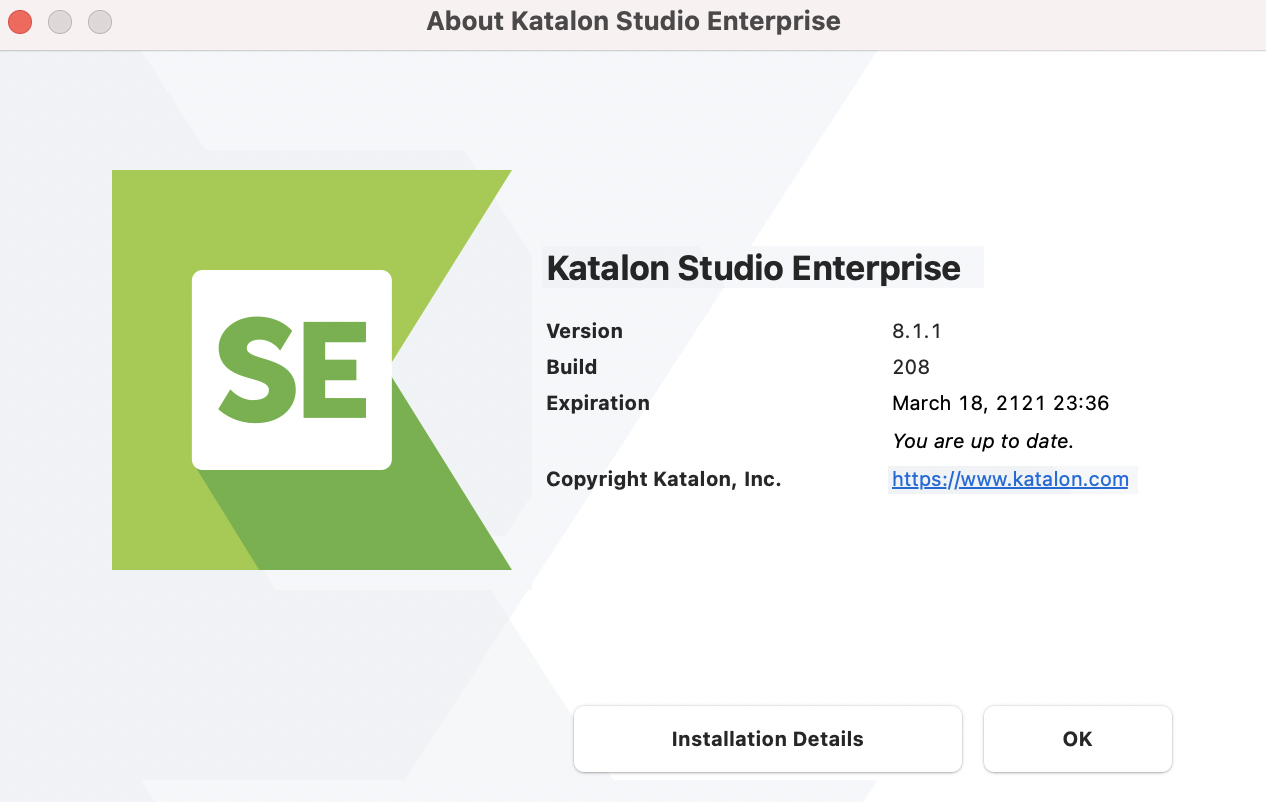 About Katalon Studio Enterprise
SE
Katalon Studio Enterprise
Version 8.1.1
Build 208
Expiration March 18, 2121 23:36
You are up to date.
Copyright Katalon, Inc. https://www.katalon.com
Installation Details OK